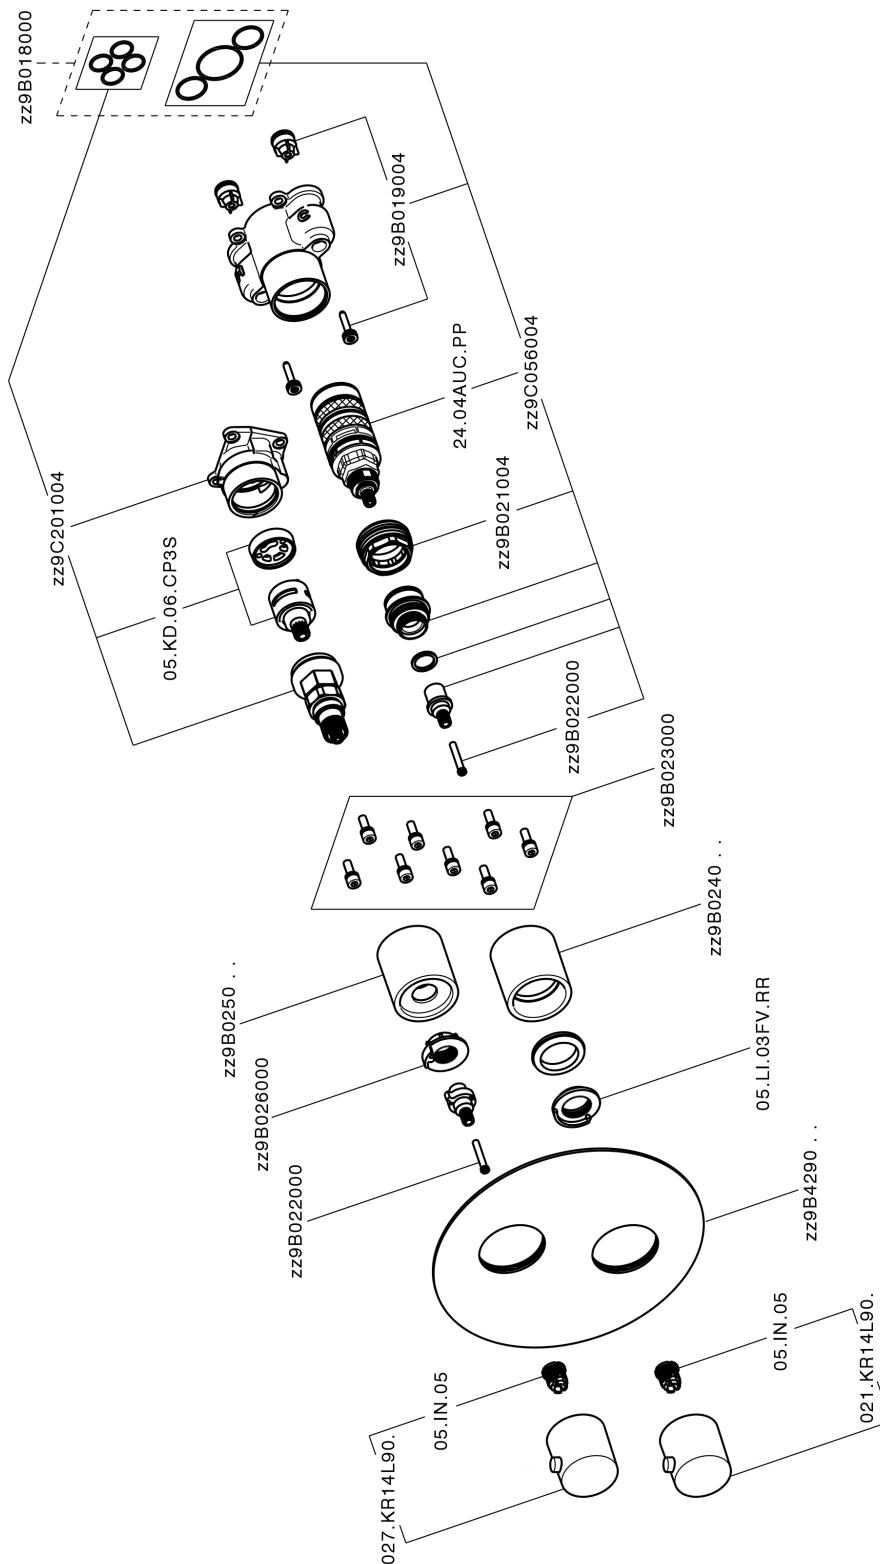 zz9B018000
zz9B019004
24.04AUC.PP
zz9C056004
zz9C201004
05.KD.06.CP3S
zz9B021004
zz9B022000
zz9B023000
zz9B0240 . .
zz9B0250 . .
05.LI.03FV.RR
zz9B026000
zz9B022000
zz9B4290 . .
05.IN.05
05.IN.05
021.KR14L90.
027.KR14L90.